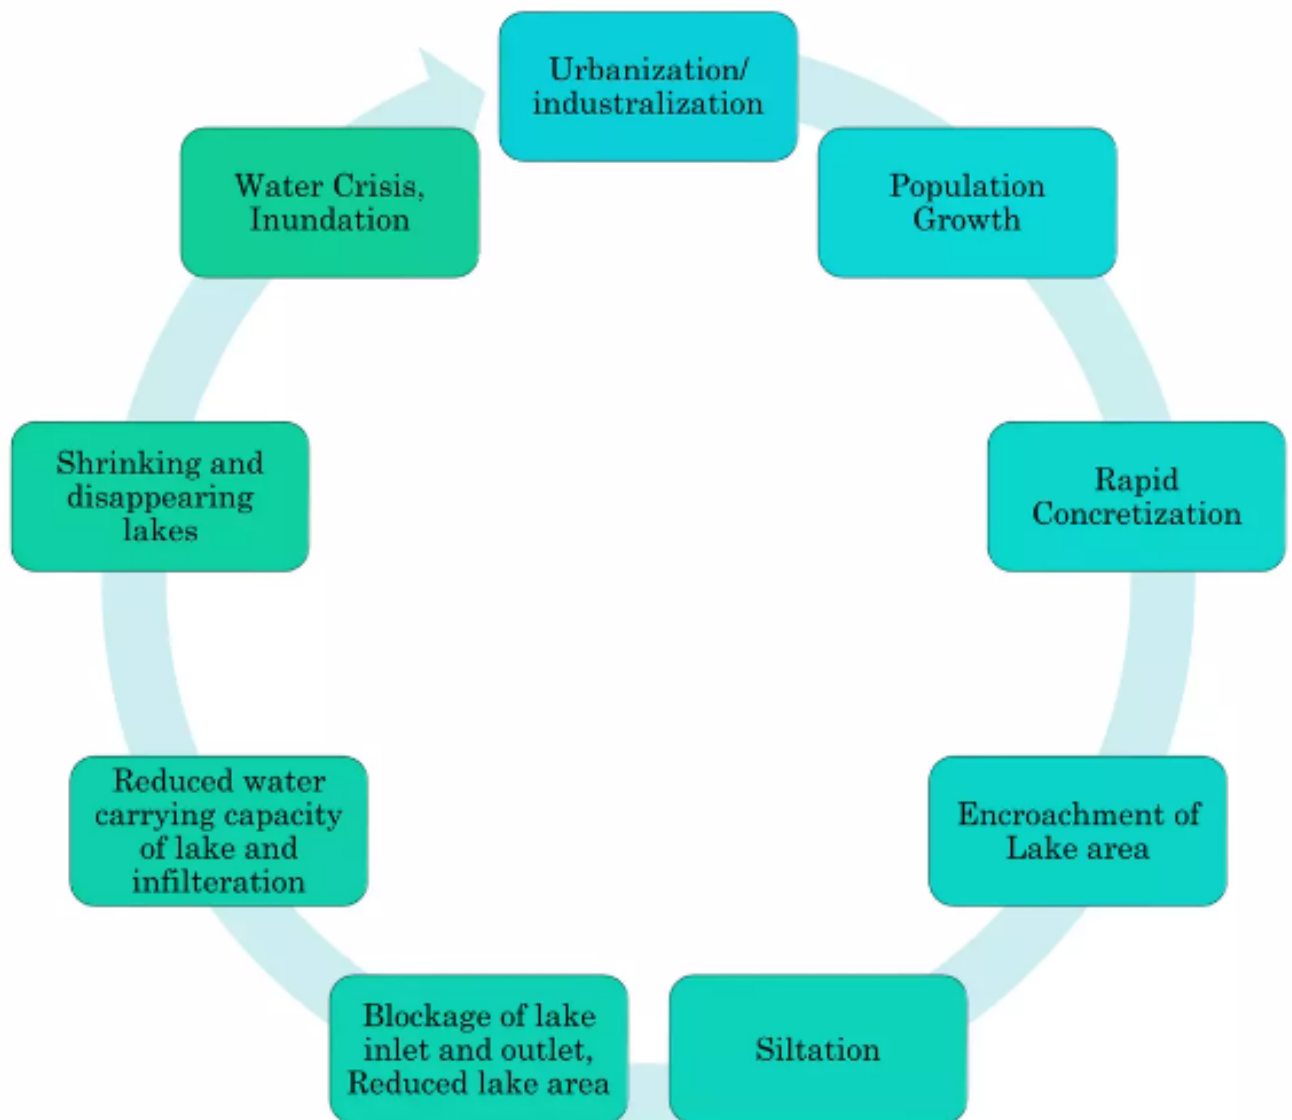 Urbanization/
industralization
Population
Growth
Rapid
Concretization
Encroachment of
Lake area
Siltation
Blockage of lake
inlet and outlet,
Reduced lake area
Reduced water
carrying capacity
of lake and
infilteration
Shrinking and
disappearing
lakes
Water Crisis,
Inundation